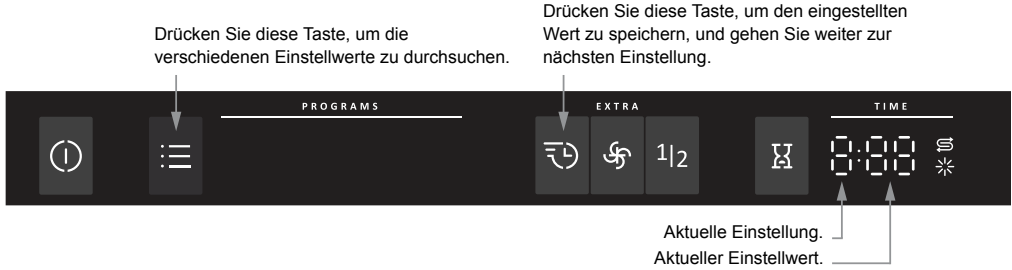 Drücken Sie diese Taste, um die
verschiedenen Einstellwerte zu durchsuchen.
Drücken Sie diese Taste, um den eingestellten
Wert zu speichern, und gehen Sie weiter zur
nächsten Einstellung.
PROGRAMS
EXTRA
TIME
1|2
8:88
Aktuelle Einstellung.
Aktueller Einstellwert.